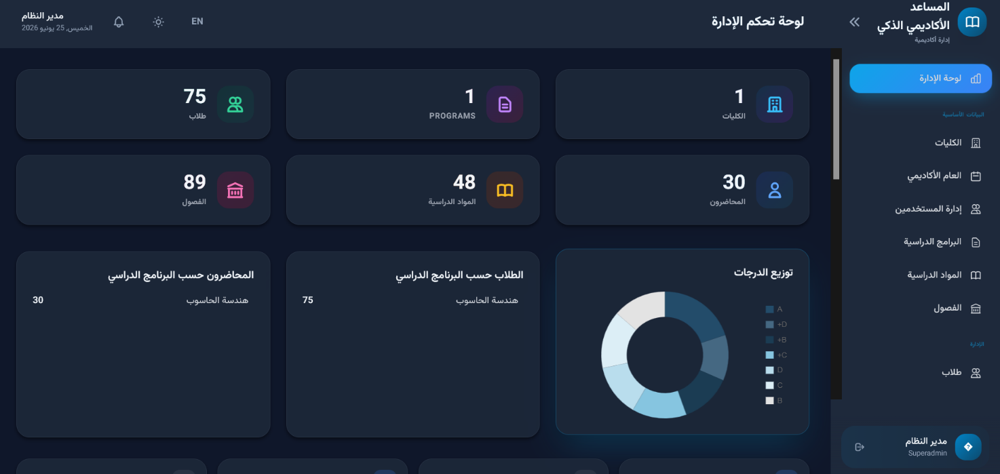 المساعد
الأكاديمي الذكي
إدارة أكاديمية
لوحة تحكم الإدارة
EN
مدير النظام
الخميس, 25 يونيو 2026
لوحة الإدارة
البيانات الأساسية
الكليات
العام الأكاديمي
إدارة المستخدمين
البرامج الدراسية
المواد الدراسية
الفصول
الإدارة
طلاب
مدير النظام
Superadmin
1
الكليات
1
PROGRAMS
75
طلاب
30
المحاضرون
48
المواد الدراسية
89
الفصول
توزيع الدرجات
A
+D
+B
+C
D
C
B
الطلاب حسب البرنامج الدراسي
هندسة الحاسوب 75
المحاضرون حسب البرنامج الدراسي
هندسة الحاسوب 30